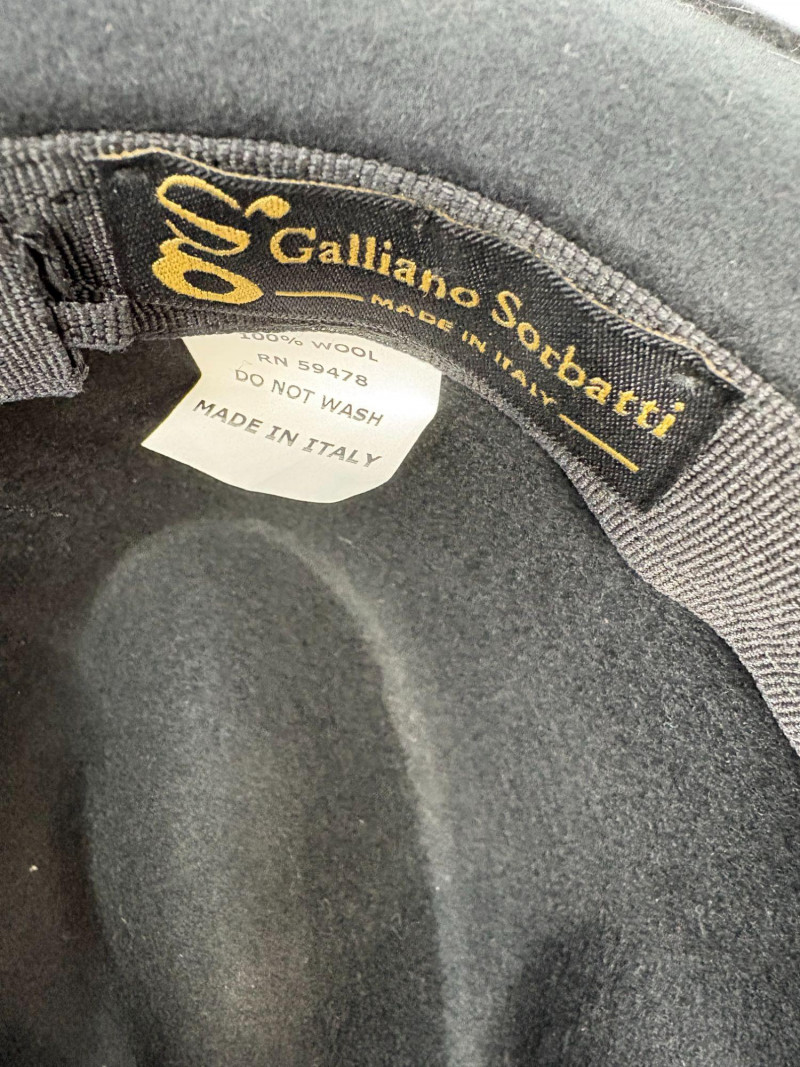 g Galliano Sorbatti
MADE IN ITALY
100% WOOL
RN 59478
DO NOT WASH
MADE IN ITALY